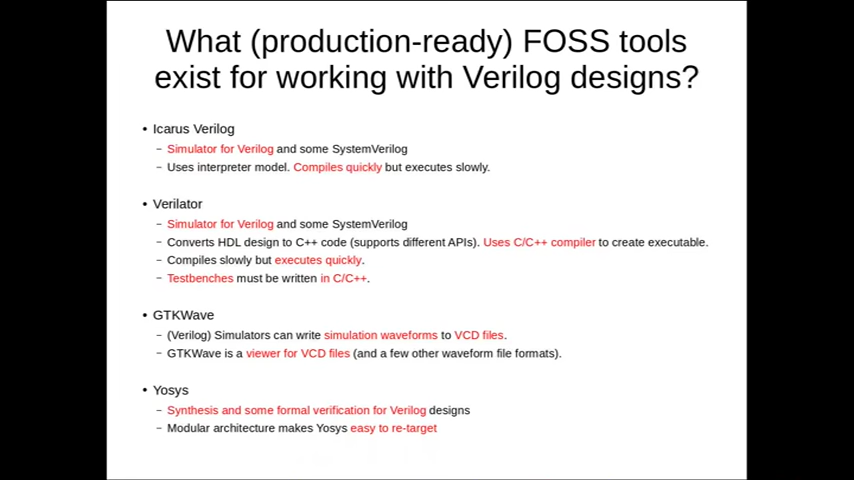 What (production-ready) FOSS tools
exist for working with Verilog designs?
• Icarus Verilog
– Simulator for Verilog and some SystemVerilog
– Uses interpreter model. Compiles quickly but executes slowly.
• Verilator
– Simulator for Verilog and some SystemVerilog
– Converts HDL design to C++ code (supports different APIs). Uses C/C++ compiler to create executable.
– Compiles slowly but executes quickly.
– Testbenches must be written in C/C++.
• GTKWave
– (Verilog) Simulators can write simulation waveforms to VCD files.
– GTKWave is a viewer for VCD files (and a few other waveform file formats).
• Yosys
– Synthesis and some formal verification for Verilog designs
– Modular architecture makes Yosys easy to re-target